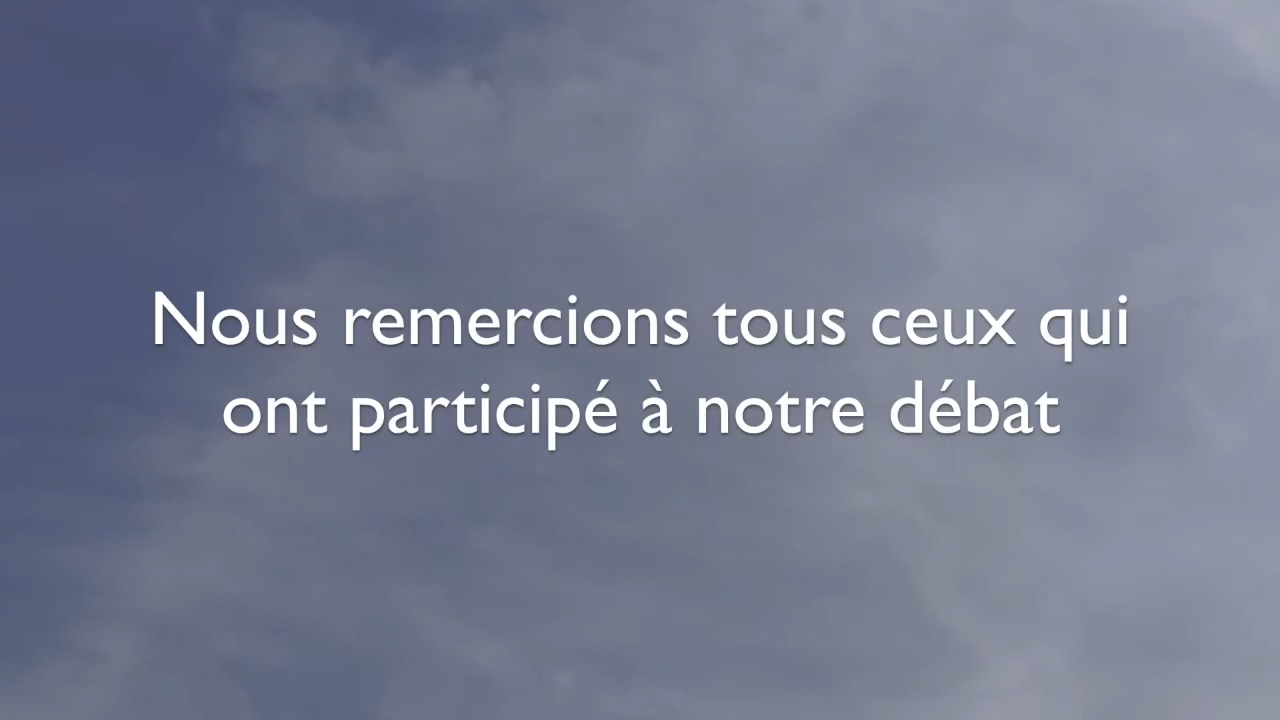 Nous remercions tous ceux qui
ont participé à notre débat